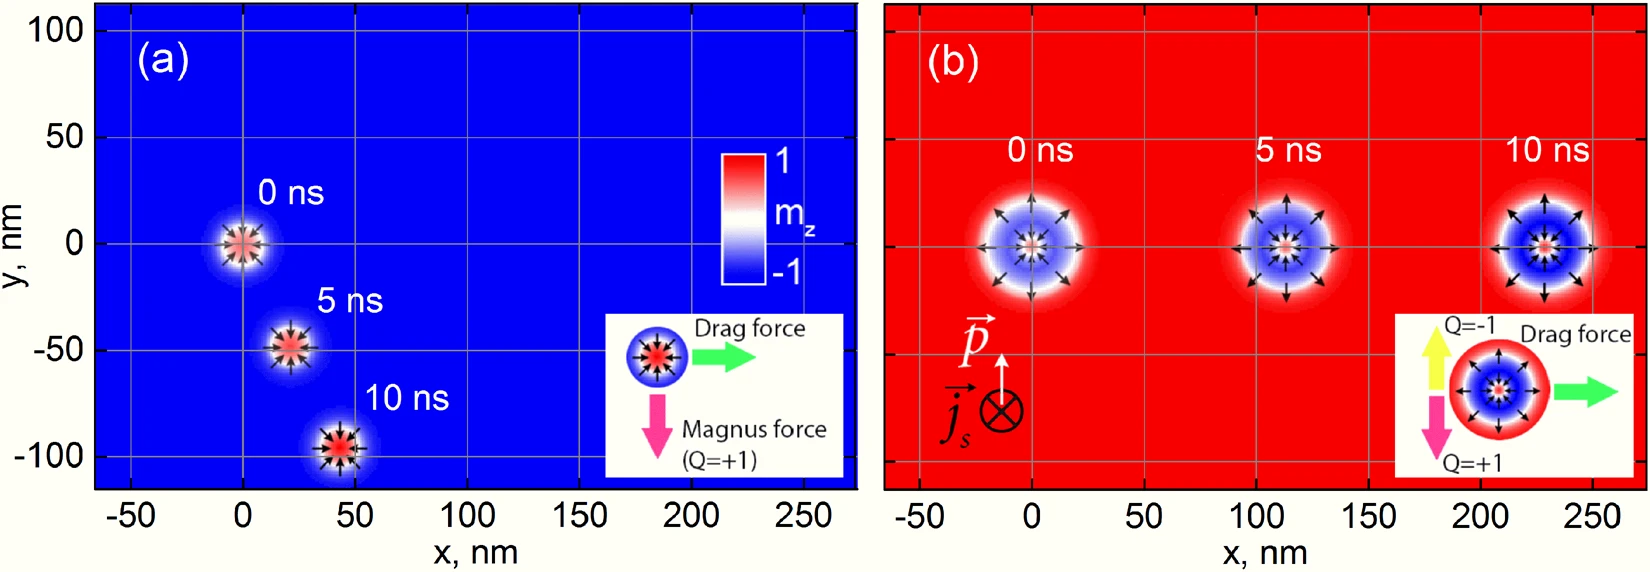 (a)
100
50
0
-50
-100
y, nm
0 ns
5 ns
10 ns
1
m_z
-1
Drag force
Magnus force
(Q=+1)
-50 0 50 100 150 200 250
x, nm
(b)
0 ns 5 ns 10 ns
p⃗
j⃗_s
Q=-1
Drag force
Q=+1
-50 0 50 100 150 200 250
x, nm